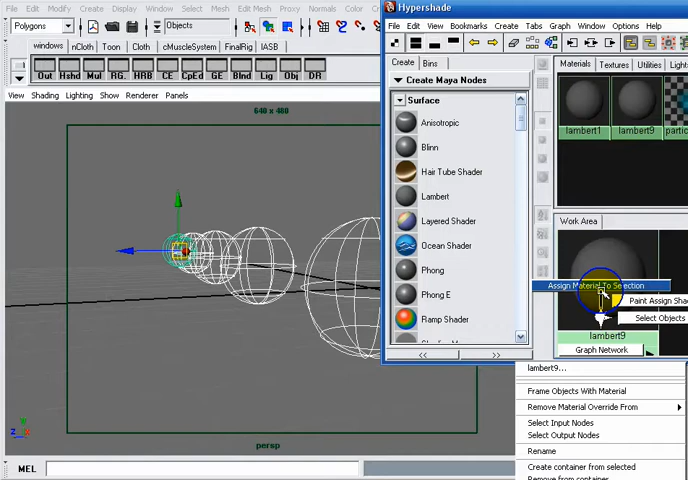 File Edit Modify Create Display Window
Assets Select Mesh Edit Mesh Proxy Normals Color
Hypershade
Polygons
Objects
File Edit View Bookmarks Create Tabs Graph Window Options
windows nCloth Toon Cloth cMuscleSystem FinalRig IASB
Out Hshd Mul RG. HRB CE CpEd GE Blnd Lig Obj DR
View Shading Lighting Show Renderer Panels
640 x 480
Create Bins
Create Maya Nodes
Surface
Anisotropic
Blinn
Hair Tube Shader
Lambert
Layered Shader
Ocean Shader
Phong
Phong E
Ramp Shader
<< >>
Materials Textures Utilities
lambert1 lambert9
Work Area
Assign Material To Selection
Paint Assign
Select Objects
lambert9
Graph Network
lambert9...
Frame Objects With Material
Remove Material Override From
Select Input Nodes
Select Output Nodes
Rename
Create container from selected
Remove from container
persp
y
z x
MEL